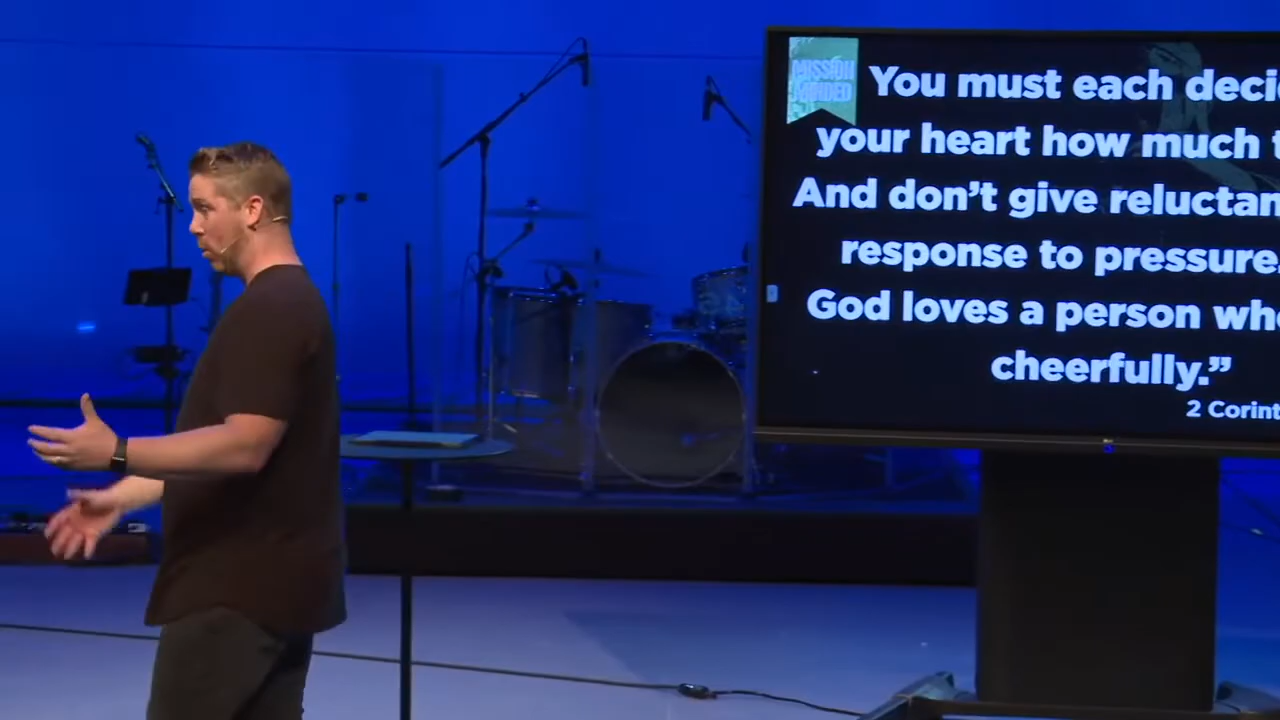 MISSION
MINDED
You must each deci
your heart how much t
And don't give reluctan
response to pressure.
God loves a person wh
cheerfully.”
2 Corint